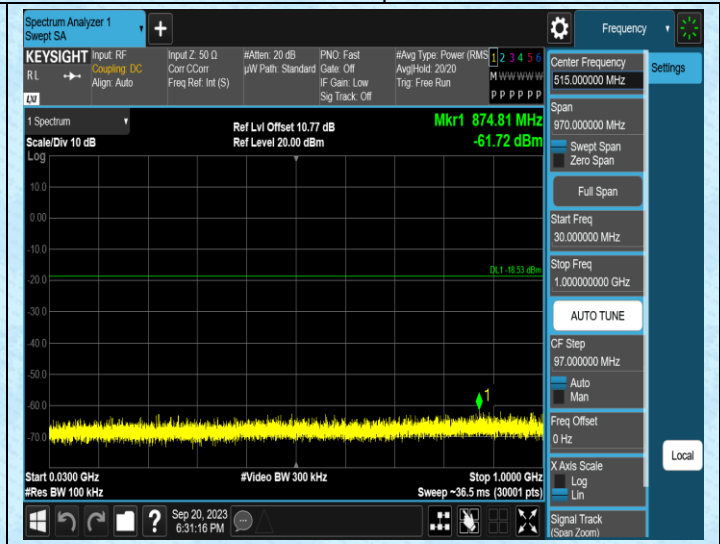 Spectrum Analyzer 1
Swept SA
+
Frequency
KEYSIGHT
RL
LXI
Input: RF
Coupling: DC
Align: Auto
Input Z: 50 Ω
Corr CCorr
Freq Ref: Int (S)
#Atten: 20 dB
µW Path: Standard
PNO: Fast
Gate: Off
IF Gain: Low
Sig Track: Off
#Avg Type: Power (RMS
Avg|Hold: 20/20
Trig: Free Run
1 2 3 4 5 6
M W W W W W
P P P P P P
Center Frequency
515.000000 MHz
Settings
1 Spectrum
Scale/Div 10 dB
Log
Ref Lvl Offset 10.77 dB
Ref Level 20.00 dBm
Mkr1 874.81 MHz
-61.72 dBm
Span
970.000000 MHz
Swept Span
Zero Span
Full Span
Start Freq
30.000000 MHz
Stop Freq
1.000000000 GHz
AUTO TUNE
CF Step
97.000000 MHz
Auto
Man
Freq Offset
0 Hz
X Axis Scale
Log
Lin
Signal Track
(Span Zoom)
Local
10.0
0.00
-10.0
-20.0
DL1 -18.53 dBm
-30.0
-40.0
-50.0
-60.0
1
-70.0
Start 0.0300 GHz
#Res BW 100 kHz
#Video BW 300 kHz
Stop 1.0000 GHz
Sweep ~36.5 ms (30001 pts)
?
Sep 20, 2023
6:31:16 PM